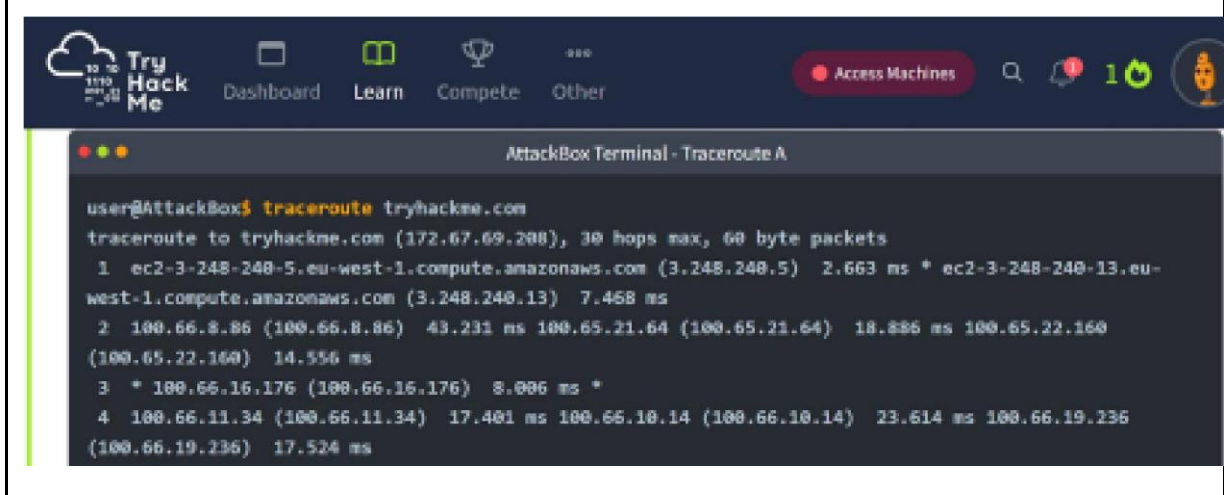 Try
Hack
Me
10 10
1110
Dashboard
Learn
Compete
Other
Access Machines
1
1
AttackBox Terminal - Traceroute A
user@AttackBox$ traceroute tryhackme.com
traceroute to tryhackme.com (172.67.69.208), 30 hops max, 60 byte packets
1 ec2-3-248-240-5.eu-west-1.compute.amazonaws.com (3.248.240.5) 2.663 ms * ec2-3-248-240-13.eu-
west-1.compute.amazonaws.com (3.248.240.13) 7.468 ms
2 100.66.8.86 (100.66.8.86) 43.231 ms 100.65.21.64 (100.65.21.64) 18.886 ms 100.65.22.160
(100.65.22.160) 14.556 ms
3 * 100.66.16.176 (100.66.16.176) 8.006 ms *
4 100.66.11.34 (100.66.11.34) 17.401 ms 100.66.10.14 (100.66.10.14) 23.614 ms 100.66.19.236
(100.66.19.236) 17.524 ms